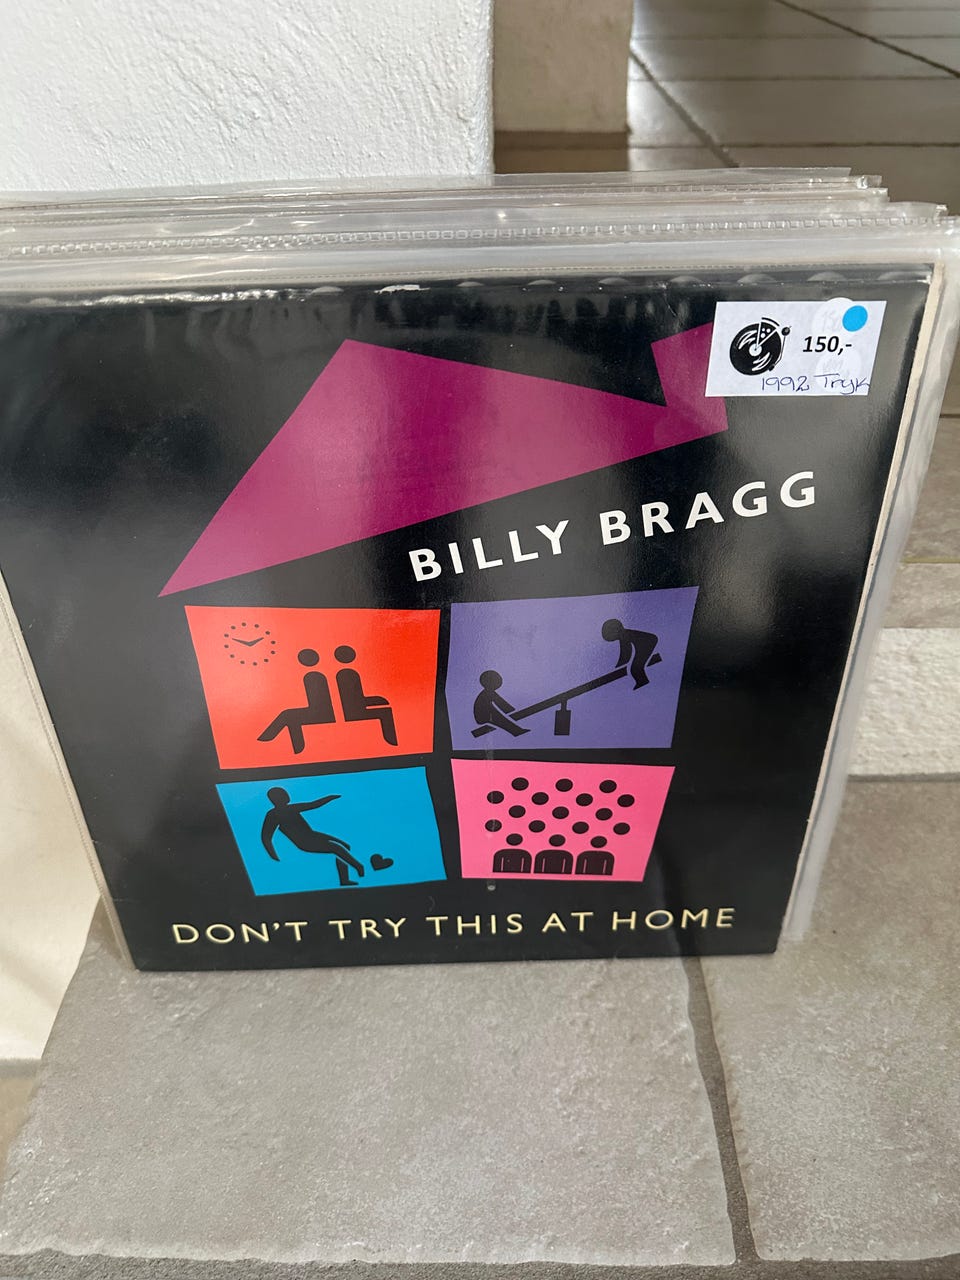 150,-
1992 Tryk
BILLY BRAGG
DON'T TRY THIS AT HOME